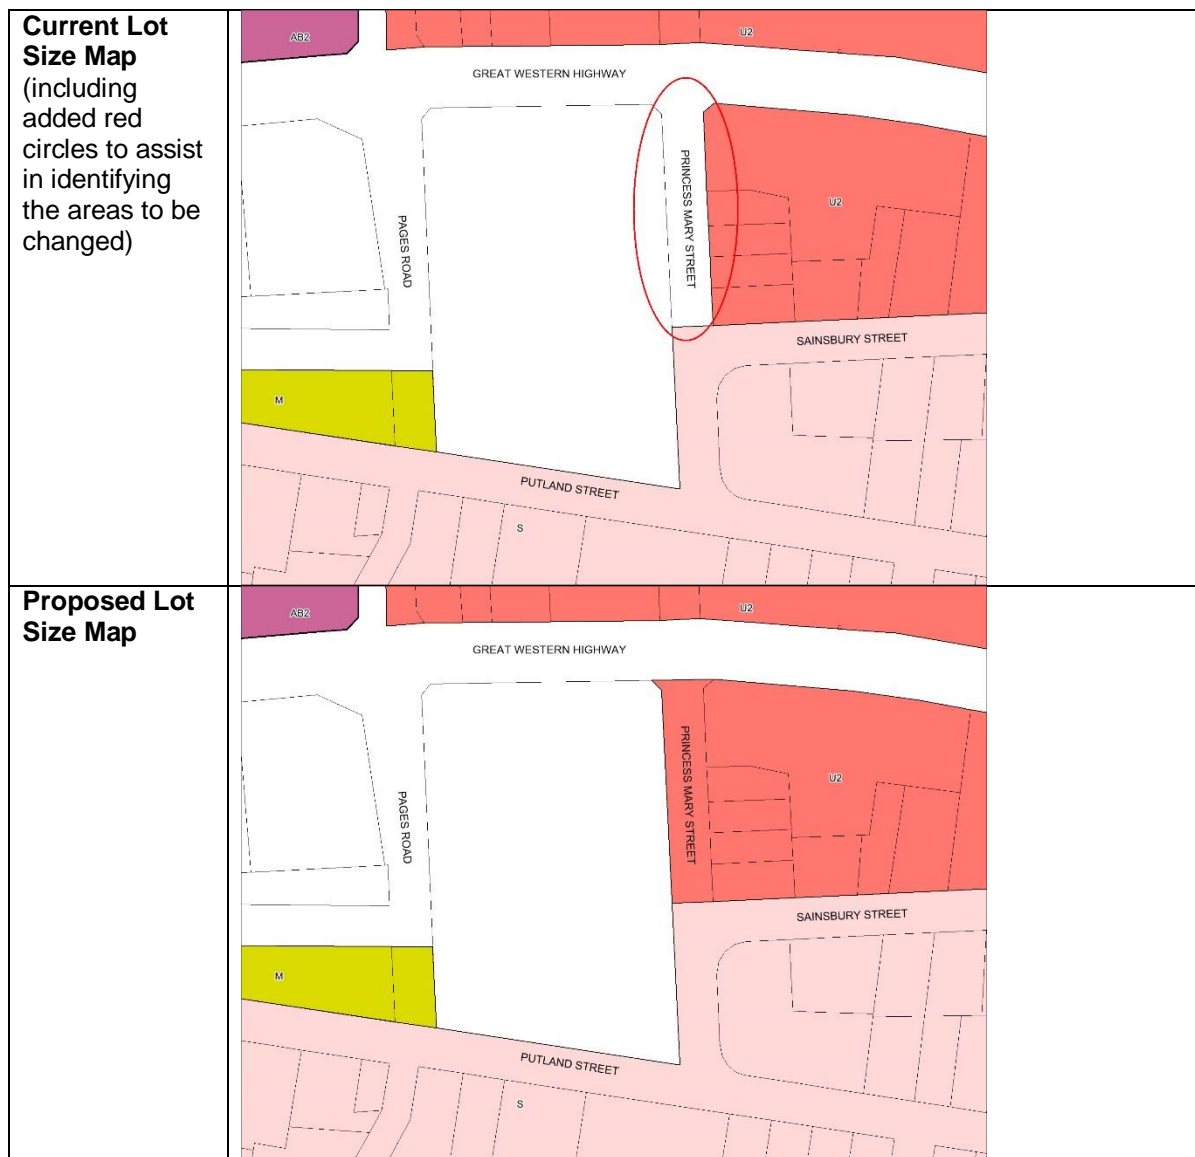 Current Lot
Size Map
(including
added red
circles to assist
in identifying
the areas to be
changed)
AB2
U2
GREAT WESTERN HIGHWAY
PRINCESS MARY STREET
PAGES ROAD
U2
SAINSBURY STREET
M
PUTLAND STREET
S
Proposed Lot
Size Map
AB2
U2
GREAT WESTERN HIGHWAY
PRINCESS MARY STREET
PAGES ROAD
U2
SAINSBURY STREET
M
PUTLAND STREET
S